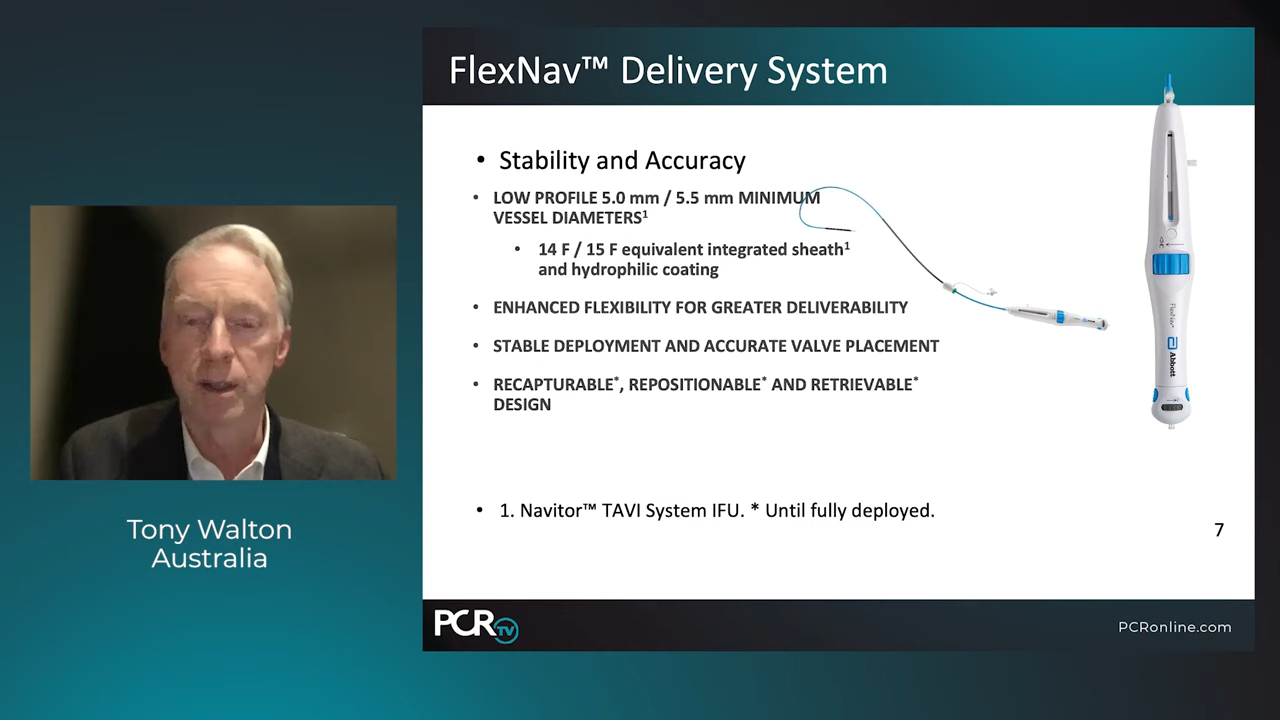 FlexNav™ Delivery System
• Stability and Accuracy
• LOW PROFILE 5.0 mm / 5.5 mm MINIMUM
VESSEL DIAMETERS¹
• 14 F / 15 F equivalent integrated sheath¹
and hydrophilic coating
• ENHANCED FLEXIBILITY FOR GREATER DELIVERABILITY
• STABLE DEPLOYMENT AND ACCURATE VALVE PLACEMENT
• RECAPTURABLE*, REPOSITIONABLE* AND RETRIEVABLE*
DESIGN
• 1. Navitor™ TAVI System IFU. * Until fully deployed.
7
FlexNav™
Abbott
Tony Walton
Australia
PCR TV
PCRonline.com